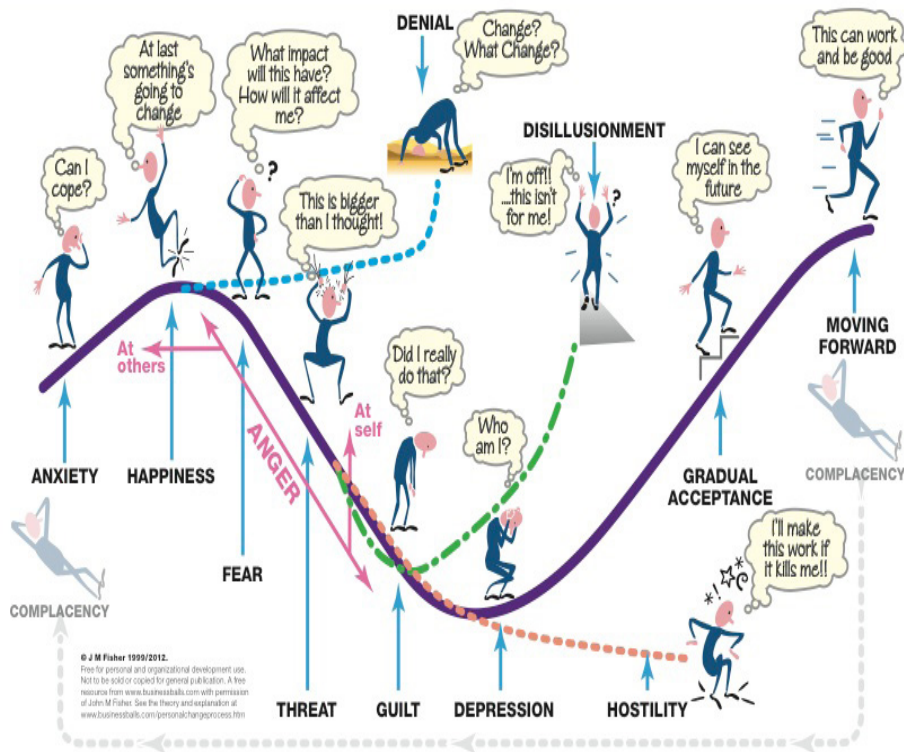 DENIAL
Change?
What Change?
At last
something's
going to
change
What impact
will this have?
How will it affect
me?
?
This can work
and be good
Can I
cope?
This is bigger
than I thought!
I'm off!!
....this isn't
for me!
DISILLUSIONMENT
?
I can see
myself in the
future
At
others
ANGER
At
self
Did I really
do that?
Who
am I?
MOVING
FORWARD
ANXIETY
HAPPINESS
FEAR
GRADUAL
ACCEPTANCE
COMPLACENCY
COMPLACENCY
I'll make
this work if
it kills me!!
*!
*
© J M Fisher 1999/2012.
Free for personal and organizational development use.
Not to be sold or copied for general publication. A free
resource from www.businessballs.com with permission
of John M Fisher. See the theory and explanation at
www.businessballs.com/personalchangeprocess.htm
THREAT
GUILT
DEPRESSION
HOSTILITY